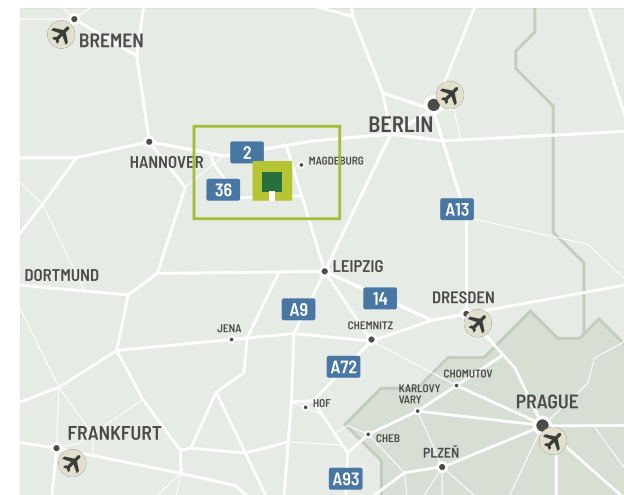 BREMEN
BERLIN
HANNOVER
2
MAGDEBURG
36
A13
DORTMUND
LEIPZIG
14
DRESDEN
A9
JENA
CHEMNITZ
A72
CHOMUTOV
KARLOVY
VARY
HOF
PRAGUE
FRANKFURT
CHEB
PLZEŇ
A93